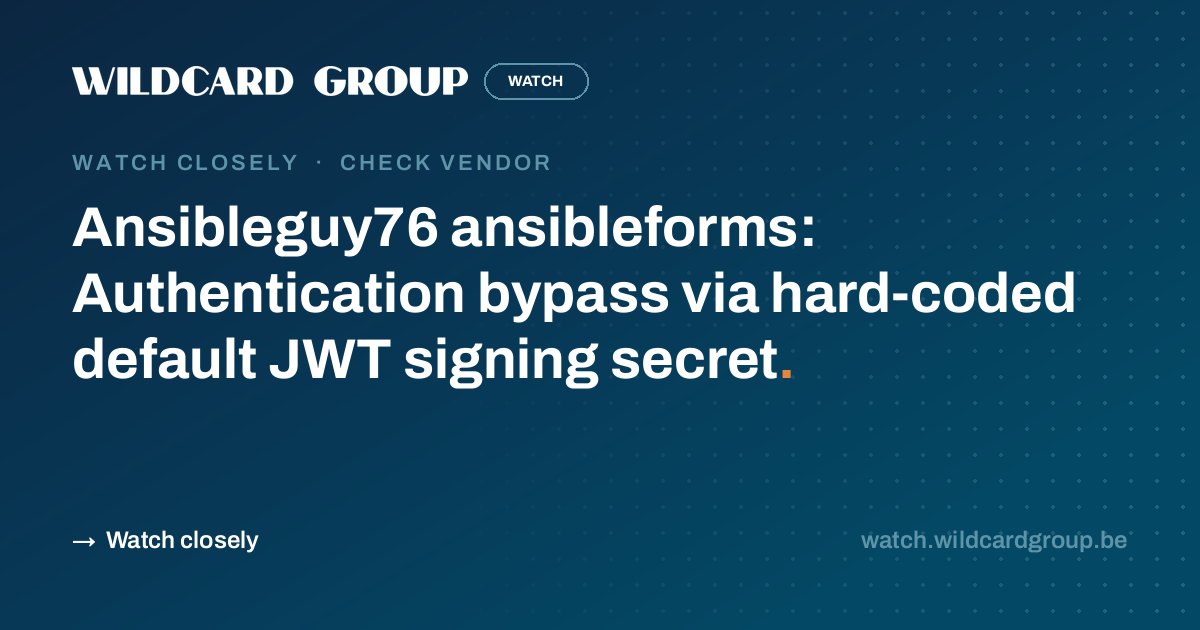 WILDCARD GROUP WATCH
WATCH CLOSELY · CHECK VENDOR
Ansibleguy76 ansibleforms:
Authentication bypass via hard-coded
default JWT signing secret.
→ Watch closely
watch.wildcardgroup.be